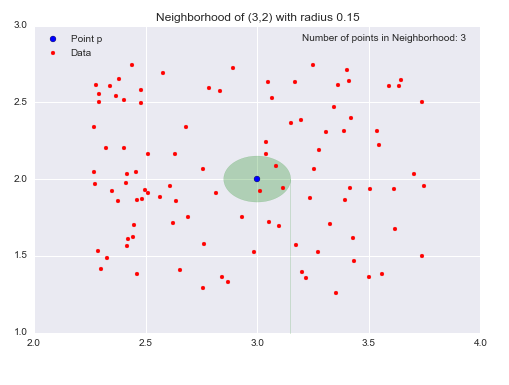 Neighborhood of (3,2) with radius 0.15
Point p
Data
Number of points in Neighborhood: 3
3.0
2.5
2.0
1.5
1.0
2.0 2.5 3.0 3.5 4.0